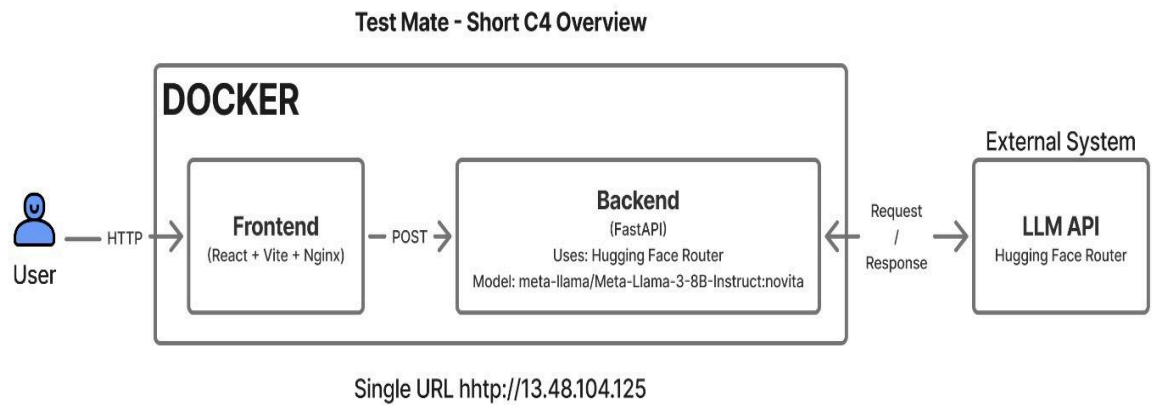 Test Mate - Short C4 Overview
DOCKER
External System
User
HTTP
Frontend
(React + Vite + Nginx)
POST
Backend
(FastAPI)
Uses: Hugging Face Router
Model: meta-llama/Meta-Llama-3-8B-Instruct:novita
Request
/
Response
LLM API
Hugging Face Router
Single URL hhtp://13.48.104.125